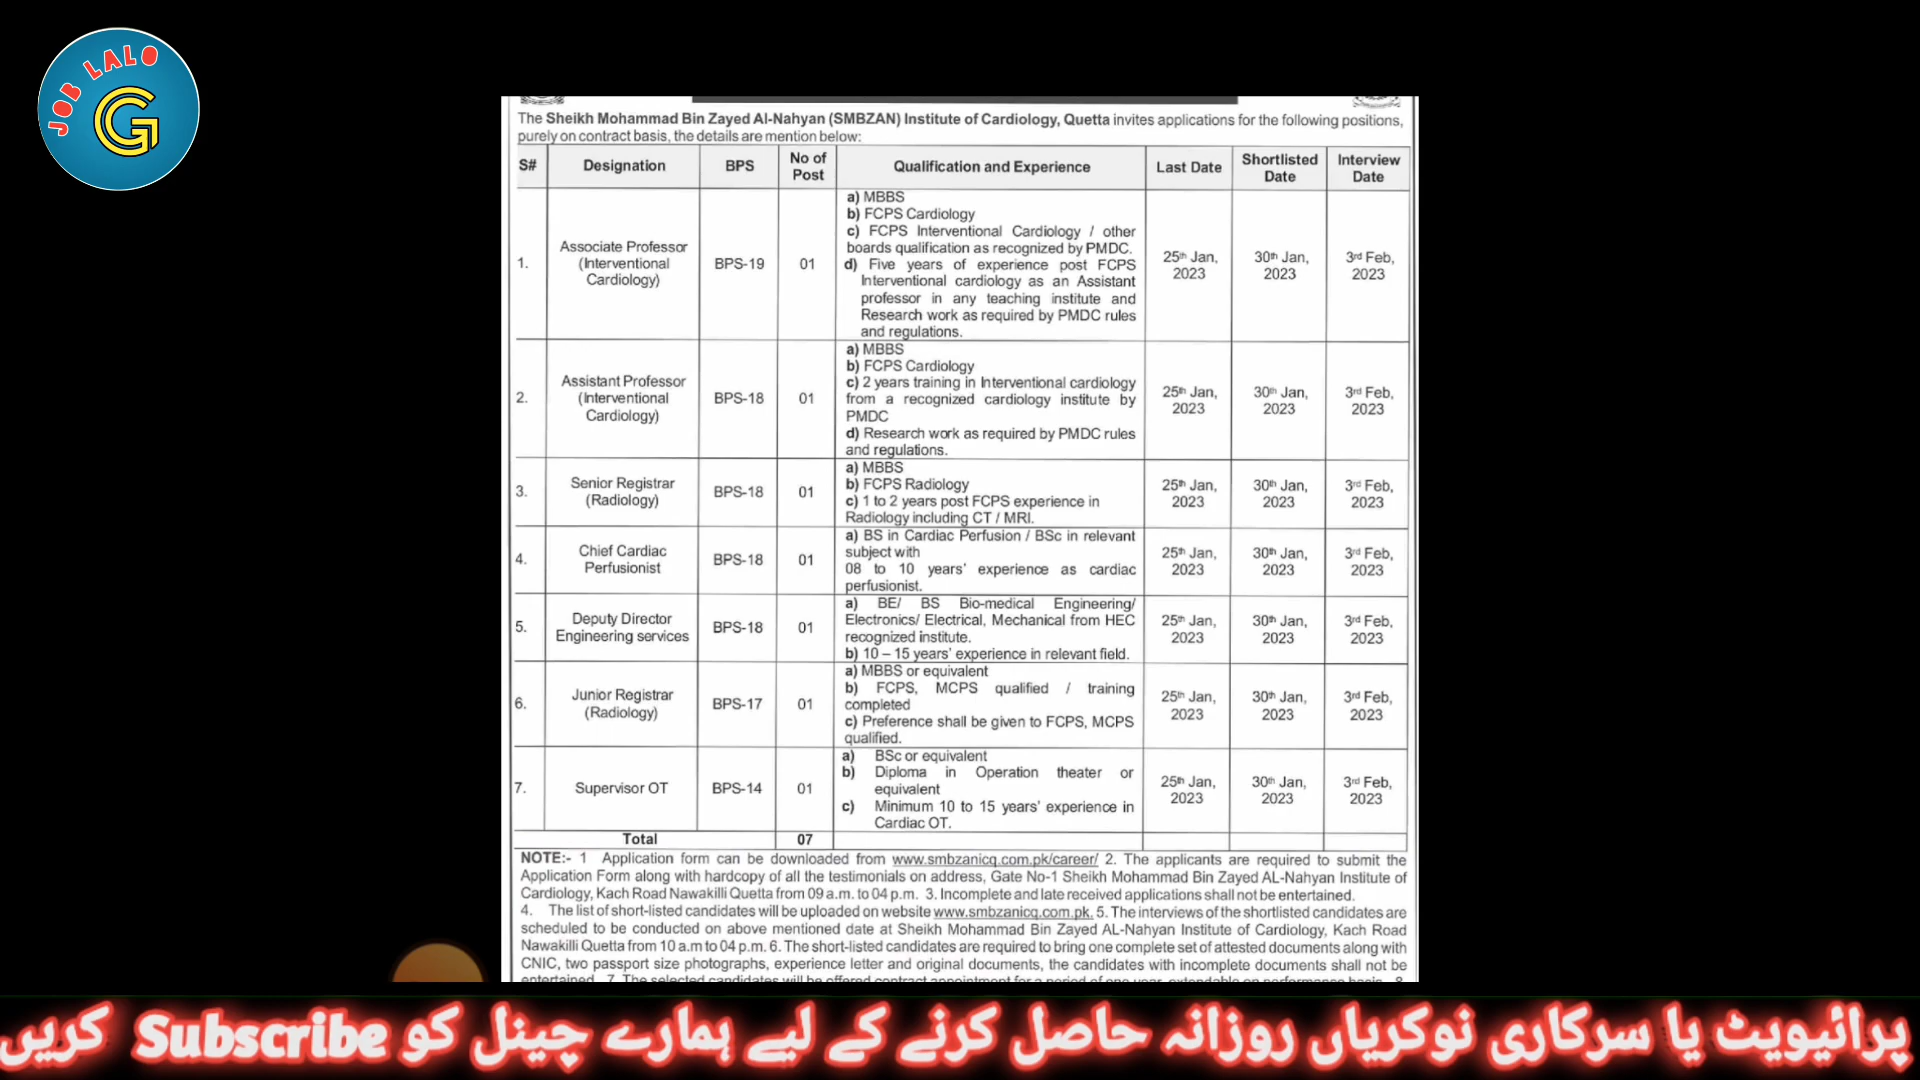 JOB LALO
G
The Sheikh Mohammad Bin Zayed Al-Nahyan (SMBZAN) Institute of Cardiology, Quetta invites applications for the following positions,
purely on contract basis, the details are mention below:
S# Designation BPS No of Post Qualification and Experience Last Date Shortlisted Date Interview Date
1. Associate Professor (Interventional Cardiology) BPS-19 01
a) MBBS
b) FCPS Cardiology
c) FCPS Interventional Cardiology / other
boards qualification as recognized by PMDC.
d) Five years of experience post FCPS
Interventional cardiology as an Assistant
professor in any teaching institute and
Research work as required by PMDC rules
and regulations.
25th Jan, 2023 30th Jan, 2023 3rd Feb, 2023
2. Assistant Professor (Interventional Cardiology) BPS-18 01
a) MBBS
b) FCPS Cardiology
c) 2 years training in Interventional cardiology
from a recognized cardiology institute by
PMDC
d) Research work as required by PMDC rules
and regulations.
25th Jan, 2023 30th Jan, 2023 3rd Feb, 2023
3. Senior Registrar (Radiology) BPS-18 01
a) MBBS
b) FCPS Radiology
c) 1 to 2 years post FCPS experience in
Radiology including CT / MRI.
25th Jan, 2023 30th Jan, 2023 3rd Feb, 2023
4. Chief Cardiac Perfusionist BPS-18 01
a) BS in Cardiac Perfusion / BSc in relevant
subject with
08 to 10 years' experience as cardiac
perfusionist.
25th Jan, 2023 30th Jan, 2023 3rd Feb, 2023
5. Deputy Director Engineering services BPS-18 01
a) BE/ BS Bio-medical Engineering/
Electronics/ Electrical, Mechanical from HEC
recognized institute.
b) 10 – 15 years' experience in relevant field.
25th Jan, 2023 30th Jan, 2023 3rd Feb, 2023
6. Junior Registrar (Radiology) BPS-17 01
a) MBBS or equivalent
b) FCPS, MCPS qualified / training
completed
c) Preference shall be given to FCPS, MCPS
qualified.
25th Jan, 2023 30th Jan, 2023 3rd Feb, 2023
7. Supervisor OT BPS-14 01
a) BSc or equivalent
b) Diploma in Operation theater or
equivalent
c) Minimum 10 to 15 years' experience in
Cardiac OT.
25th Jan, 2023 30th Jan, 2023 3rd Feb, 2023
Total 07
NOTE:- 1 Application form can be downloaded from www.smbzanicq.com.pk/career/ 2. The applicants are required to submit the
Application Form along with hardcopy of all the testimonials on address, Gate No-1 Sheikh Mohammad Bin Zayed AL-Nahyan Institute of
Cardiology, Kach Road Nawakilli Quetta from 09 a.m. to 04 p.m. 3. Incomplete and late received applications shall not be entertained.
4. The list of short-listed candidates will be uploaded on website www.smbzanicq.com.pk. 5. The interviews of the shortlisted candidates are
scheduled to be conducted on above mentioned date at Sheikh Mohammad Bin Zayed AL-Nahyan Institute of Cardiology, Kach Road
Nawakilli Quetta from 10 a.m to 04 p.m. 6. The short-listed candidates are required to bring one complete set of attested documents along with
CNIC, two passport size photographs, experience letter and original documents, the candidates with incomplete documents shall not be
entertained. 7. The selected candidates will be offered contract appointment for a period of one year, extendable on performance basis. 8.
پرائیویٹ یا سرکاری نوکریاں روزانہ حاصل کرنے کے لیے ہمارے چینل کو Subscribe کریں